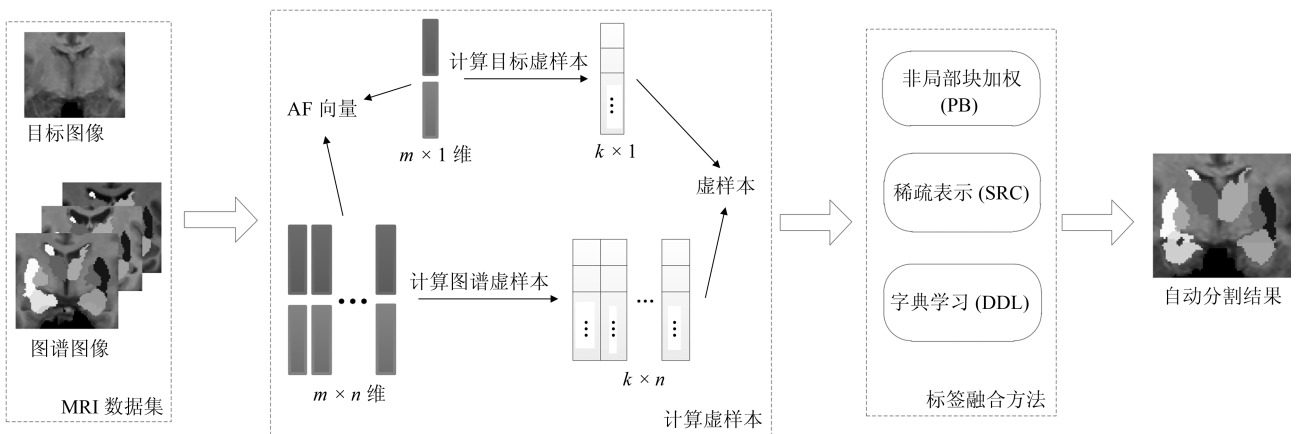 目标图像
图谱图像
MRI 数据集
AF 向量
计算目标虚样本
m × 1 维
k × 1
虚样本
计算图谱虚样本
m × n 维
k × n
计算虚样本
非局部块加权
(PB)
稀疏表示 (SRC)
字典学习 (DDL)
标签融合方法
自动分割结果